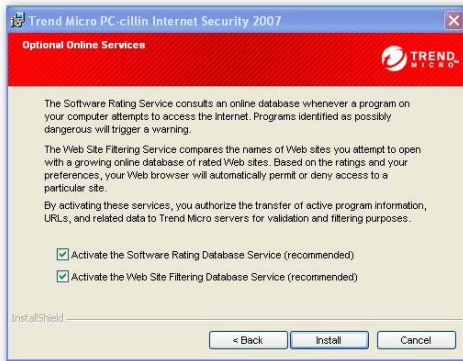 Trend Micro PC-cillin Internet Security 2007
Optional Online Services
TREND
MICRO
The Software Rating Service consults an online database whenever a program on
your computer attempts to access the Internet. Programs identified as possibly
dangerous will trigger a warning.
The Web Site Filtering Service compares the names of Web sites you attempt to open
with a growing online database of rated Web sites. Based on the ratings and your
preferences, your Web browser will automatically permit or deny access to a
particular site.
By activating these services, you authorize the transfer of active program information,
URLs, and related data to Trend Micro servers for validation and filtering purposes.
Activate the Software Rating Database Service (recommended)
Activate the Web Site Filtering Database Service (recommended)
InstallShield
< Back Install Cancel